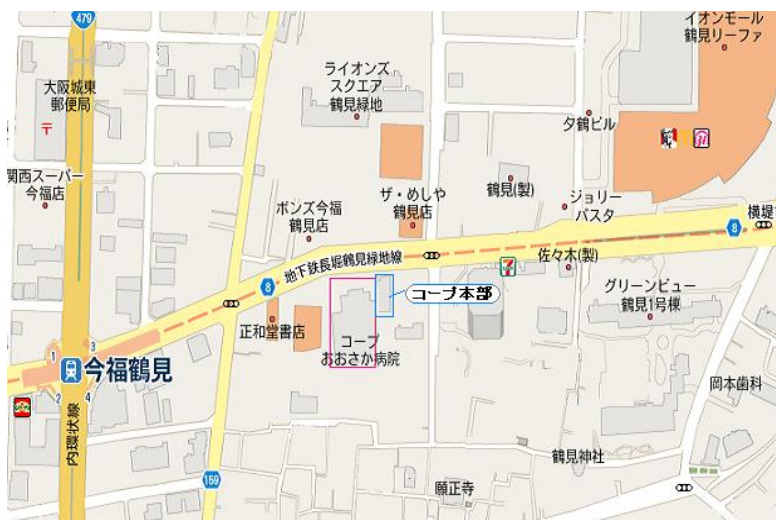 479
イオンモール
鶴見リーファ
大阪城東
郵便局
ライオンズ
スクエア
鶴見緑地
夕鶴ビル
関西スーパー
今福店
ボンズ今福
鶴見店
ザ・めしや
鶴見店
鶴見(製)
ジョリー
パスタ
横堤
8
地下鉄長堀鶴見緑地線
佐々木(製)
7
8
コープ本部
グリーンビュー
鶴見1号棟
正和堂書店
コープ
おおさか病院
1
3
今福鶴見
2
4
岡本歯科
内環状線
鶴見神社
159
願正寺